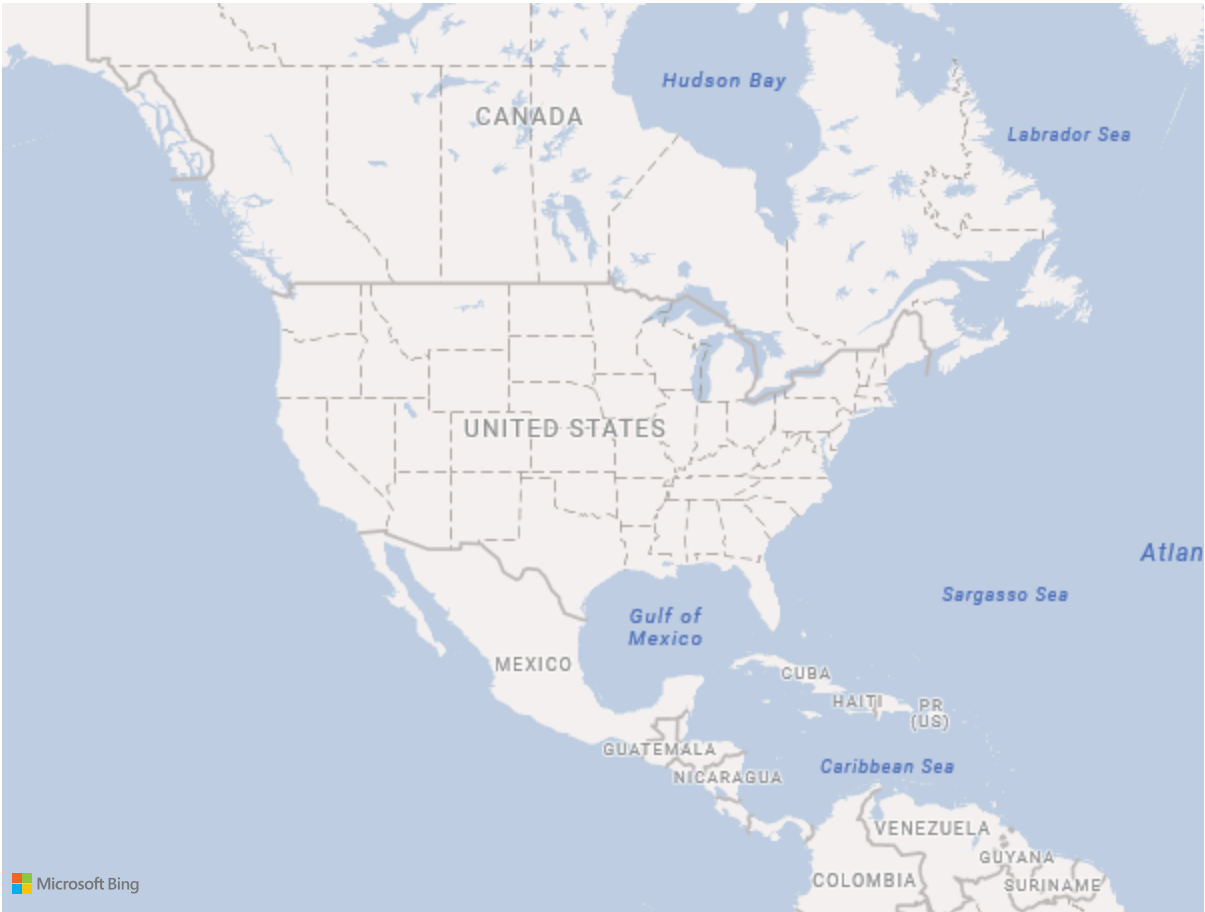 Hudson Bay
CANADA
Labrador Sea
UNITED STATES
Atlan
Sargasso Sea
Gulf of
Mexico
MEXICO
CUBA
HAITI
PR
(US)
GUATEMALA
Caribbean Sea
NICARAGUA
VENEZUELA
GUYANA
COLOMBIA
SURINAME
Microsoft Bing